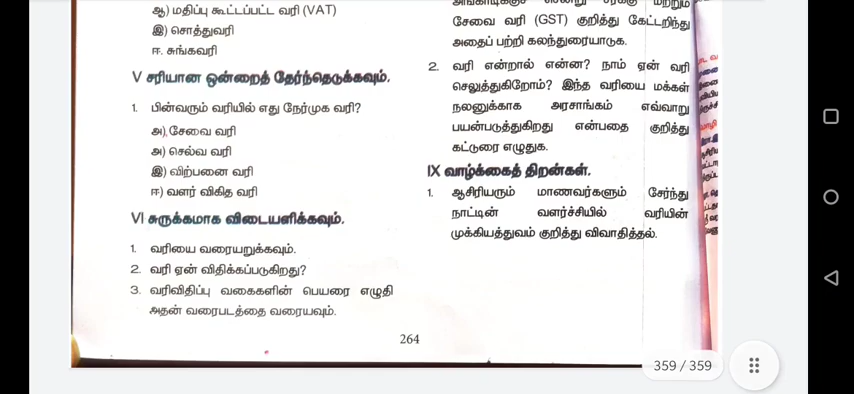 ஆ) மதிப்பு கூட்டப்பட்ட வரி (VAT)
இ) சொத்துவரி
ஈ. சுங்கவரி
V சரியான ஒன்றைத் தேர்ந்தெடுக்கவும்.
1. பின்வரும் வரியில் எது நேர்முக வரி?
அ) சேவை வரி
அ) செல்வ வரி
இ) விற்பனை வரி
ஈ) வளர் விகித வரி
VI சுருக்கமாக விடையளிக்கவும்.
1. வரியை வரையறுக்கவும்.
2. வரி ஏன் விதிக்கப்படுகிறது?
3. வரிவிதிப்பு வகைகளின் பெயரை எழுதி
அதன் வரைபடத்தை வரையவும்.
சேவை வரி (GST) குறித்து கேட்டறிந்து
அதைப் பற்றி கலந்துரையாடுக.
2. வரி என்றால் என்ன? நாம் ஏன் வரி
செலுத்துகிறோம்? இந்த வரியை மக்கள்
நலனுக்காக அரசாங்கம் எவ்வாறு
பயன்படுத்துகிறது என்பதை குறித்து
கட்டுரை எழுதுக.
IX வாழ்க்கைத் திறன்கள்.
1. ஆசிரியரும் மாணவர்களும் சேர்ந்து
நாட்டின் வளர்ச்சியில் வரியின்
முக்கியத்துவம் குறித்து விவாதித்தல்.
264
359 / 359